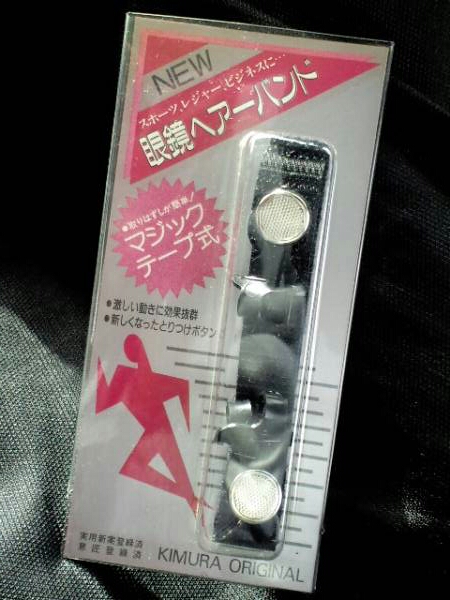 NEW
スポーツ、レジャー、ビジネスに…
眼鏡ヘアーバンド
●取りはずしが簡単!
マジック
テープ式
●激しい動きに効果抜群
●新しくなったとりつけボタン
実用新案登録済
意匠登録済
KIMURA ORIGINAL